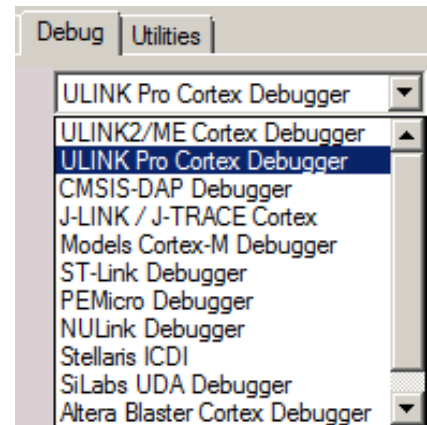 Debug Utilities
ULINK Pro Cortex Debugger
ULINK2/ME Cortex Debugger
ULINK Pro Cortex Debugger
CMSIS-DAP Debugger
J-LINK / J-TRACE Cortex
Models Cortex-M Debugger
ST-Link Debugger
PEMicro Debugger
NULink Debugger
Stellaris ICDI
SiLabs UDA Debugger
Altera Blaster Cortex Debugger